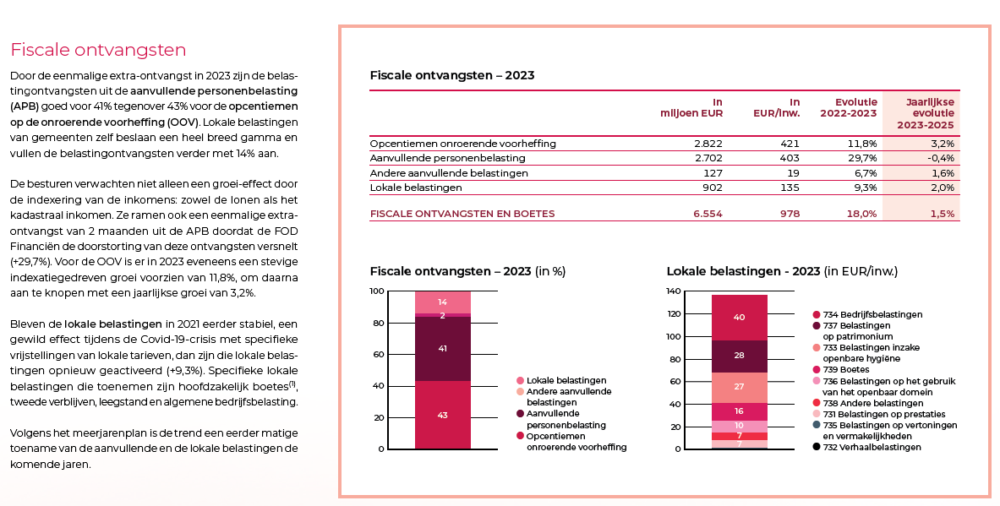 Fiscale ontvangsten
Door de eenmalige extra-ontvangst in 2023 zijn de belas-
tingontvangsten uit de aanvullende personenbelasting
(APB) goed voor 41% tegenover 43% voor de opcentiemen
op de onroerende voorheffing (OOV). Lokale belastingen
van gemeenten zelf beslaan een heel breed gamma en
vullen de belastingontvangsten verder met 14% aan.
De besturen verwachten niet alleen een groei-effect door
de indexering van de inkomens: zowel de lonen als het
kadastraal inkomen. Ze ramen ook een eenmalige extra-
ontvangst van 2 maanden uit de APB doordat de FOD
Financiën de doorstorting van deze ontvangsten versnelt
(+29,7%). Voor de OOV is er in 2023 eveneens een stevige
indexatiegedreven groei voorzien van 11,8%, om daarna
aan te knopen met een jaarlijkse groei van 3,2%.
Bleven de lokale belastingen in 2021 eerder stabiel, een
gewild effect tijdens de Covid-19-crisis met specifieke
vrijstellingen van lokale tarieven, dan zijn die lokale belas-
tingen opnieuw geactiveerd (+9,3%). Specifieke lokale
belastingen die toenemen zijn hoofdzakelijk boetes(1),
tweede verblijven, leegstand en algemene bedrijfsbelasting.
Volgens het meerjarenplan is de trend een eerder matige
toename van de aanvullende en de lokale belastingen de
komende jaren.
Fiscale ontvangsten – 2023
In In Evolutie Jaarlijkse
miljoen EUR EUR/inw. 2022-2023 evolutie
2023-2025
Opcentiemen onroerende voorheffing 2.822 421 11,8% 3,2%
Aanvullende personenbelasting 2.702 403 29,7% -0,4%
Andere aanvullende belastingen 127 19 6,7% 1,6%
Lokale belastingen 902 135 9,3% 2,0%
FISCALE ONTVANGSTEN EN BOETES 6.554 978 18,0% 1,5%
Fiscale ontvangsten – 2023 (in %)
100
80
60
40
20
0
14
2
41
43
Lokale belastingen
Andere aanvullende
belastingen
Aanvullende
personenbelasting
Opcentiemen
onroerende voorheffing
Lokale belastingen - 2023 (in EUR/inw.)
140
120
100
80
60
40
20
0
40
28
27
16
10
7
7
734 Bedrijfsbelastingen
737 Belastingen
op patrimonium
733 Belastingen inzake
openbare hygiëne
739 Boetes
736 Belastingen op het gebruik
van het openbaar domein
738 Andere belastingen
731 Belastingen op prestaties
735 Belastingen op vertoningen
en vermakelijkheden
732 Verhaalbelastingen